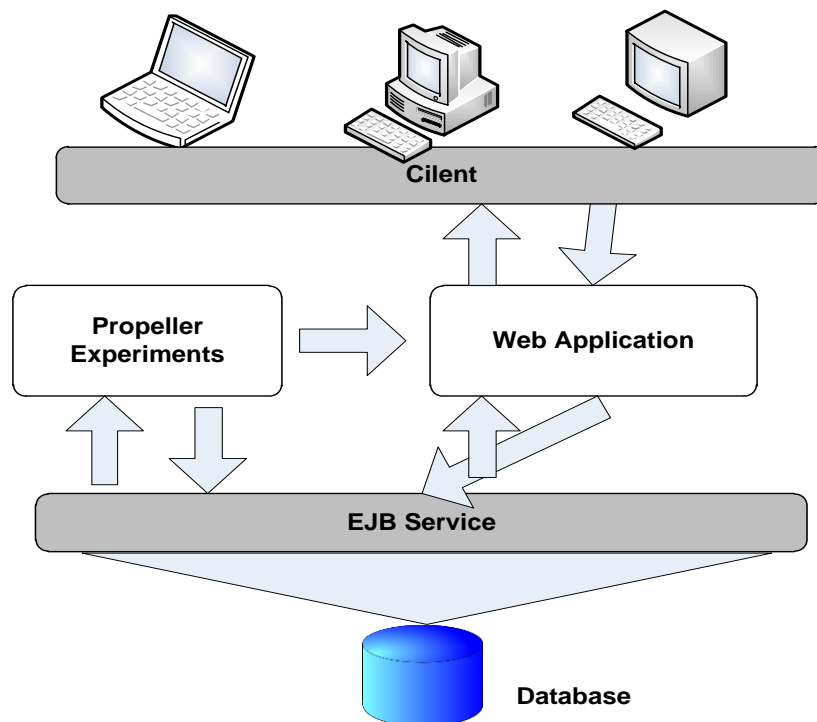 Cilent
Propeller
Experiments
Web Application
EJB Service
Database